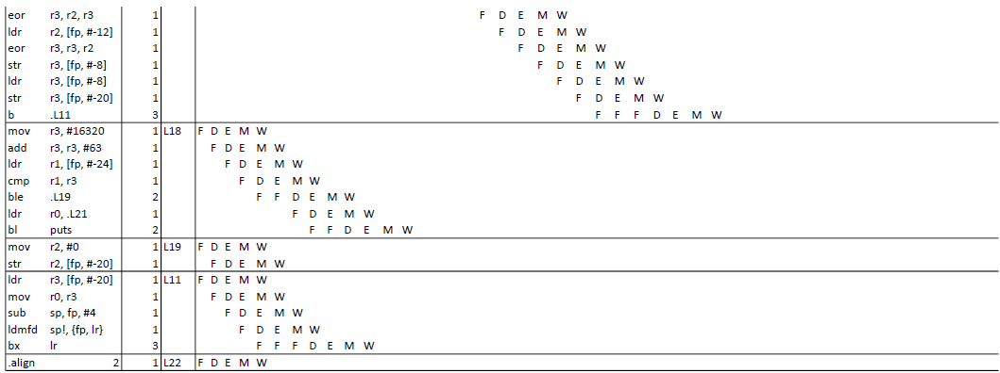 eor r3, r2, r3 1 F D E M W
ldr r2, [fp, #-12] 1 F D E M W
eor r3, r3, r2 1 F D E M W
str r3, [fp, #-8] 1 F D E M W
ldr r3, [fp, #-8] 1 F D E M W
str r3, [fp, #-20] 1 F D E M W
b .L11 3 F F F D E M W
mov r3, #16320 1 L18 F D E M W
add r3, r3, #63 1 F D E M W
ldr r1, [fp, #-24] 1 F D E M W
cmp r1, r3 1 F D E M W
ble .L19 2 F F D E M W
ldr r0, .L21 1 F D E M W
bl puts 2 F F D E M W
mov r2, #0 1 L19 F D E M W
str r2, [fp, #-20] 1 F D E M W
ldr r3, [fp, #-20] 1 L11 F D E M W
mov r0, r3 1 F D E M W
sub sp, fp, #4 1 F D E M W
ldmfd sp!, {fp, lr} 1 F D E M W
bx lr 3 F F F D E M W
.align 2 1 L22 F D E M W